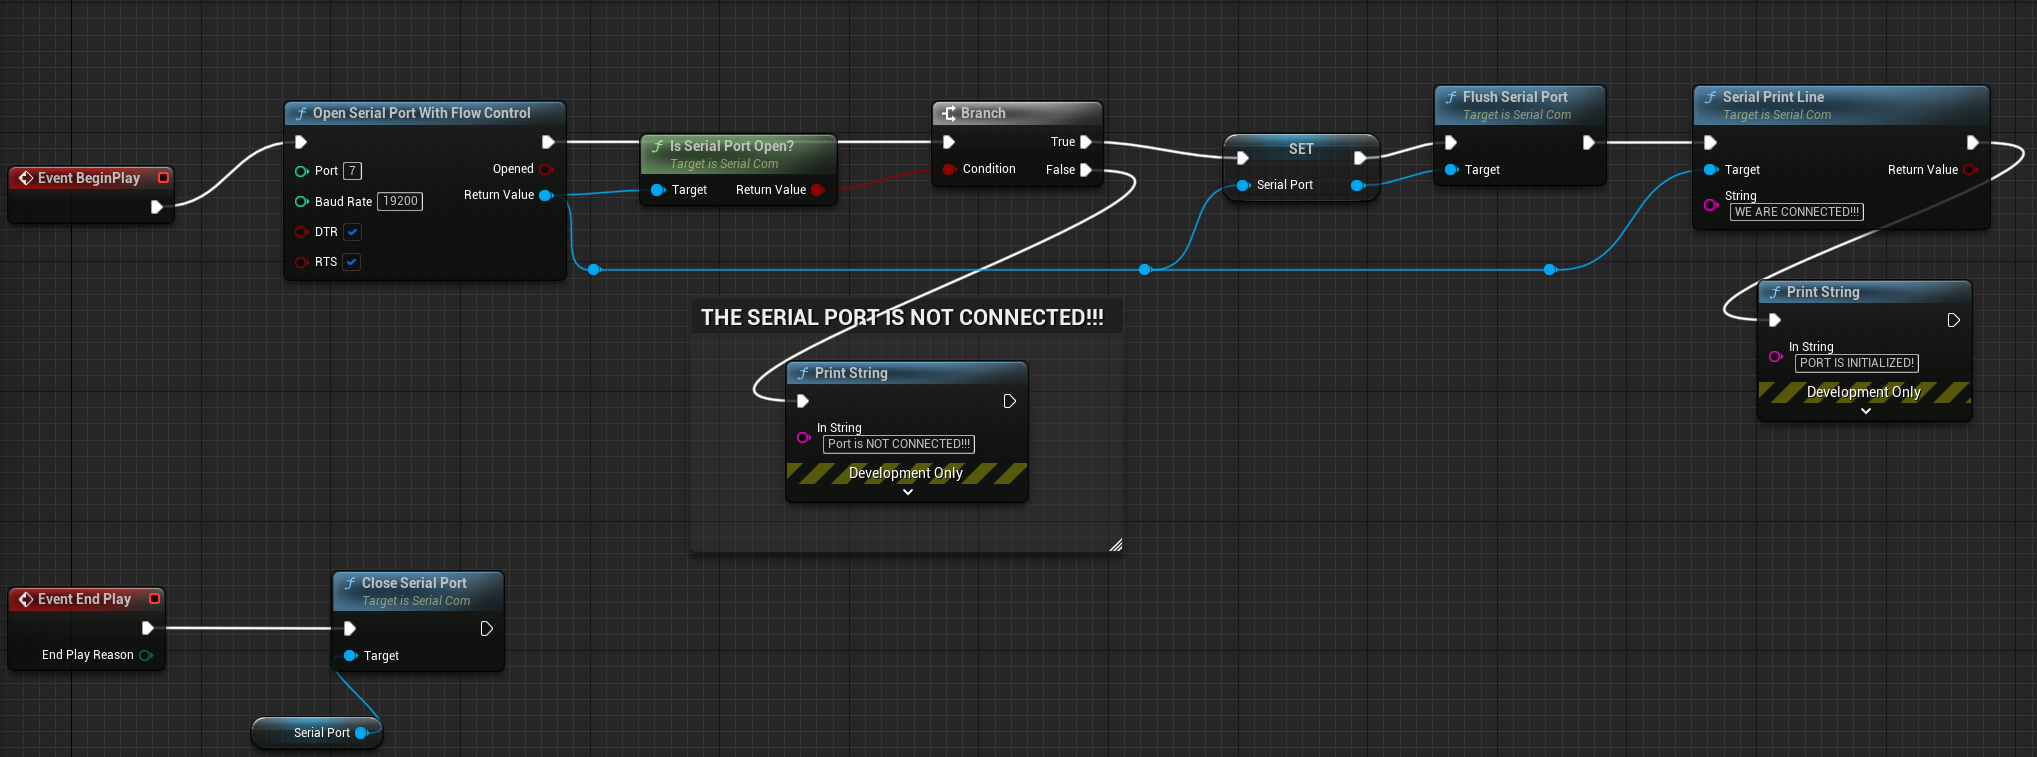 Event BeginPlay
Open Serial Port With Flow Control
Port 7
Baud Rate 19200
DTR
RTS
Opened
Return Value
Is Serial Port Open?
Target is Serial Com
Target
Return Value
Branch
Condition
True
False
SET
Serial Port
Flush Serial Port
Target is Serial Com
Target
Serial Print Line
Target is Serial Com
Target
Return Value
String
WE ARE CONNECTED!!!
Print String
In String
PORT IS INITIALIZED!
Development Only
THE SERIAL PORT IS NOT CONNECTED!!!
Print String
In String
Port is NOT CONNECTED!!!
Development Only
Event End Play
End Play Reason
Close Serial Port
Target is Serial Com
Target
Serial Port